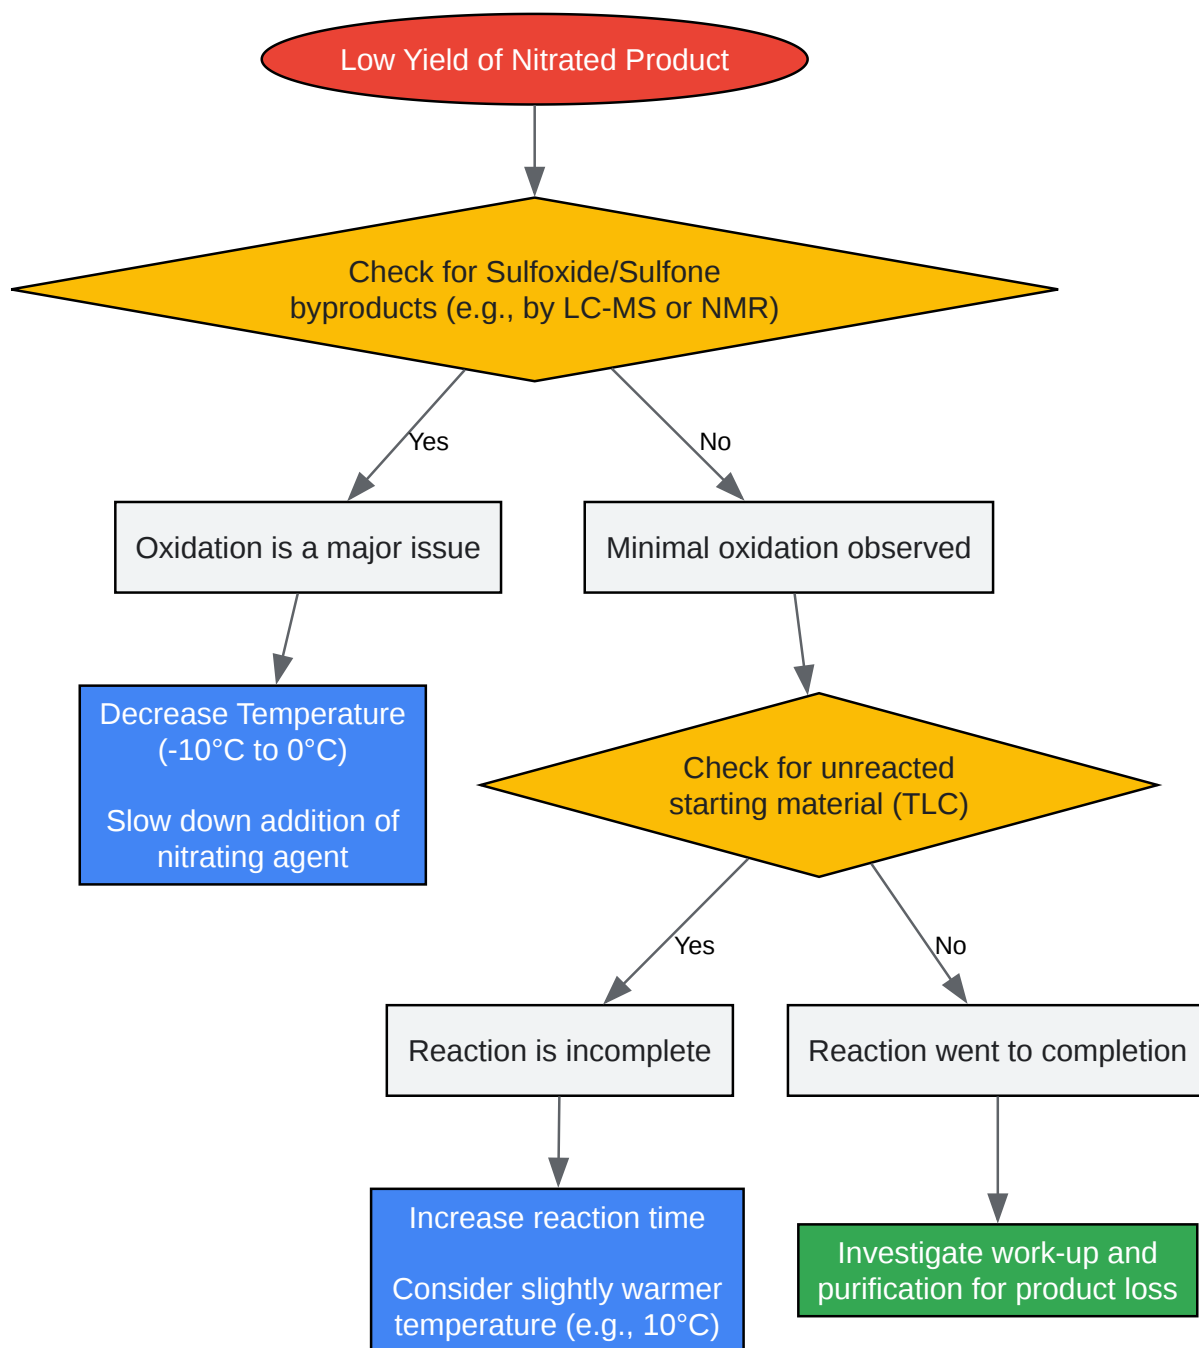 Low Yield of Nitrated Product
Check for Sulfoxide/Sulfone
byproducts (e.g., by LC-MS or NMR)
Yes
No
Oxidation is a major issue
Minimal oxidation observed
Decrease Temperature
(-10°C to 0°C)
Slow down addition of
nitrating agent
Check for unreacted
starting material (TLC)
Yes
No
Reaction is incomplete
Reaction went to completion
Increase reaction time
Consider slightly warmer
temperature (e.g., 10°C)
Investigate work-up and
purification for product loss